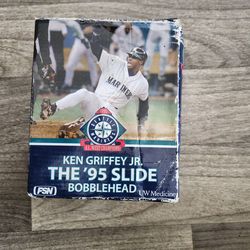 MARINERS
KEN GRIFFEY JR.
THE '95 SLIDE
BOBBLEHEAD
FSN
UW Medicine